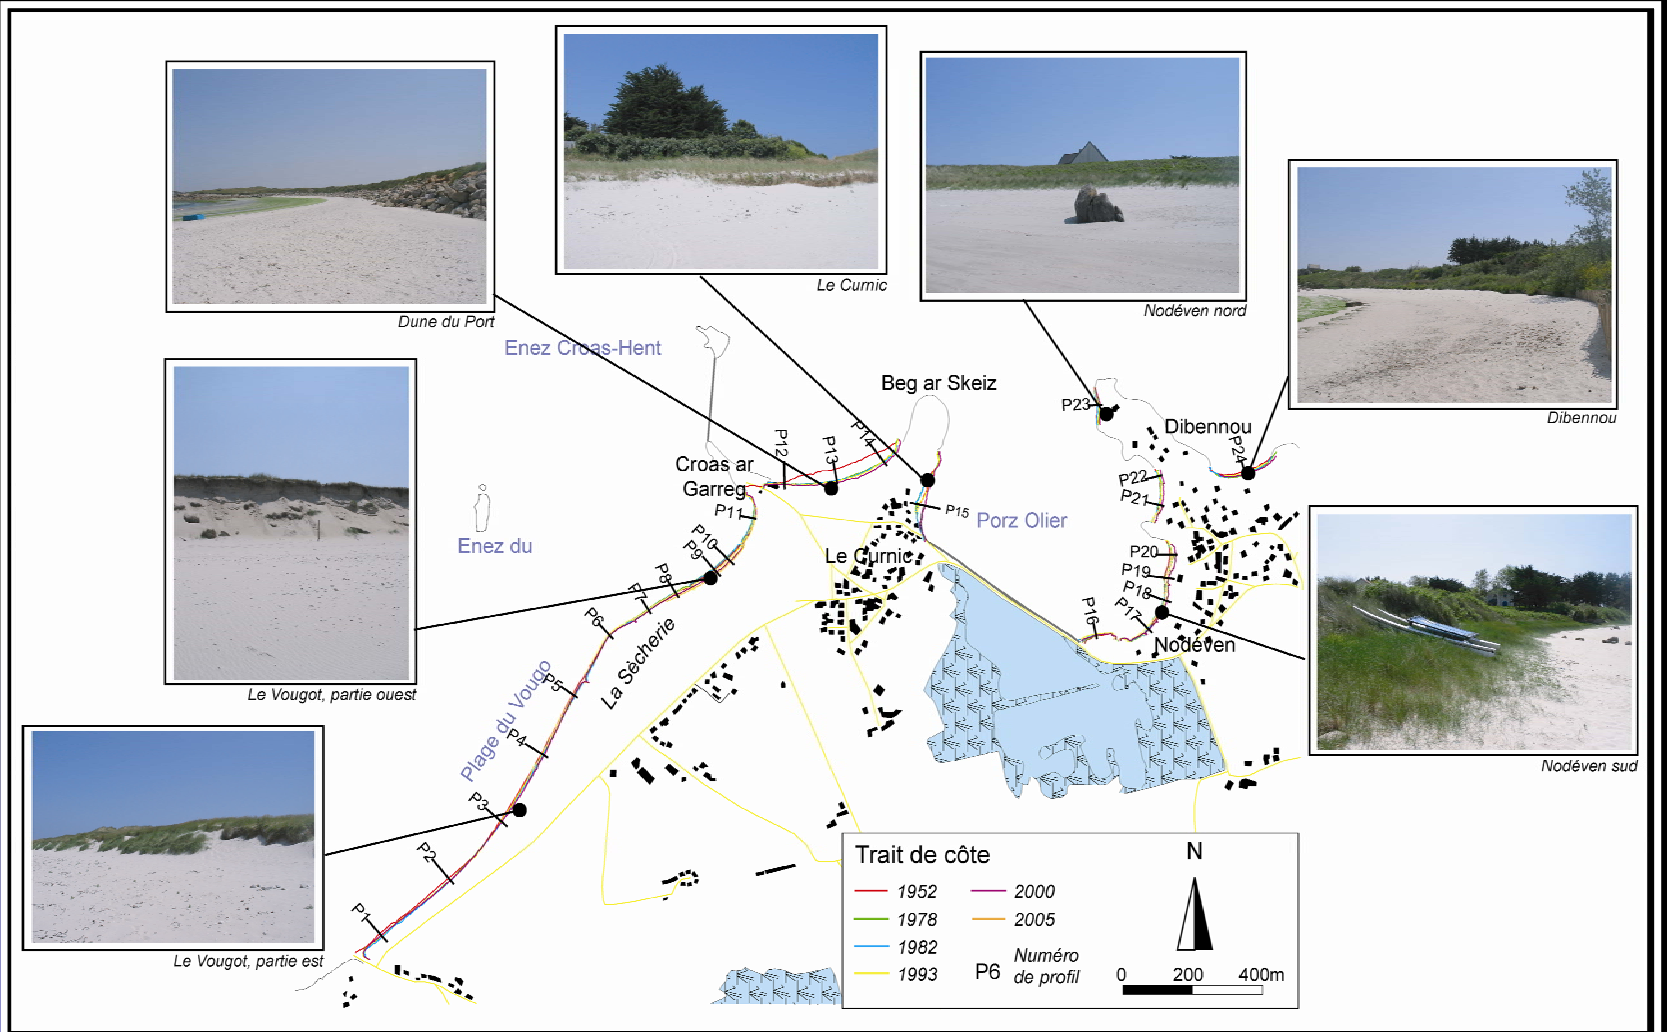 Le Curnic
Nodéven nord
Dune du Port
Dibennou
Enez Croas-Hent
Beg ar Skeiz
P23
Dibennou
P12
P13
P14
P24
Croas ar
Garreg
P22
P21
P11
P15
Porz Olier
Enez du
P10
P9
Le Curnic
P20
P19
P18
P17
P16
P8
P7
P6
Nodéven
La Sècherie
Le Vougot, partie ouest
P5
Plage du Vougo
P4
Nodéven sud
P3
P2
P1
Le Vougot, partie est
Trait de côte
N
1952
2000
1978
2005
1982
1993
P6
Numéro
de profil
0 200 400m